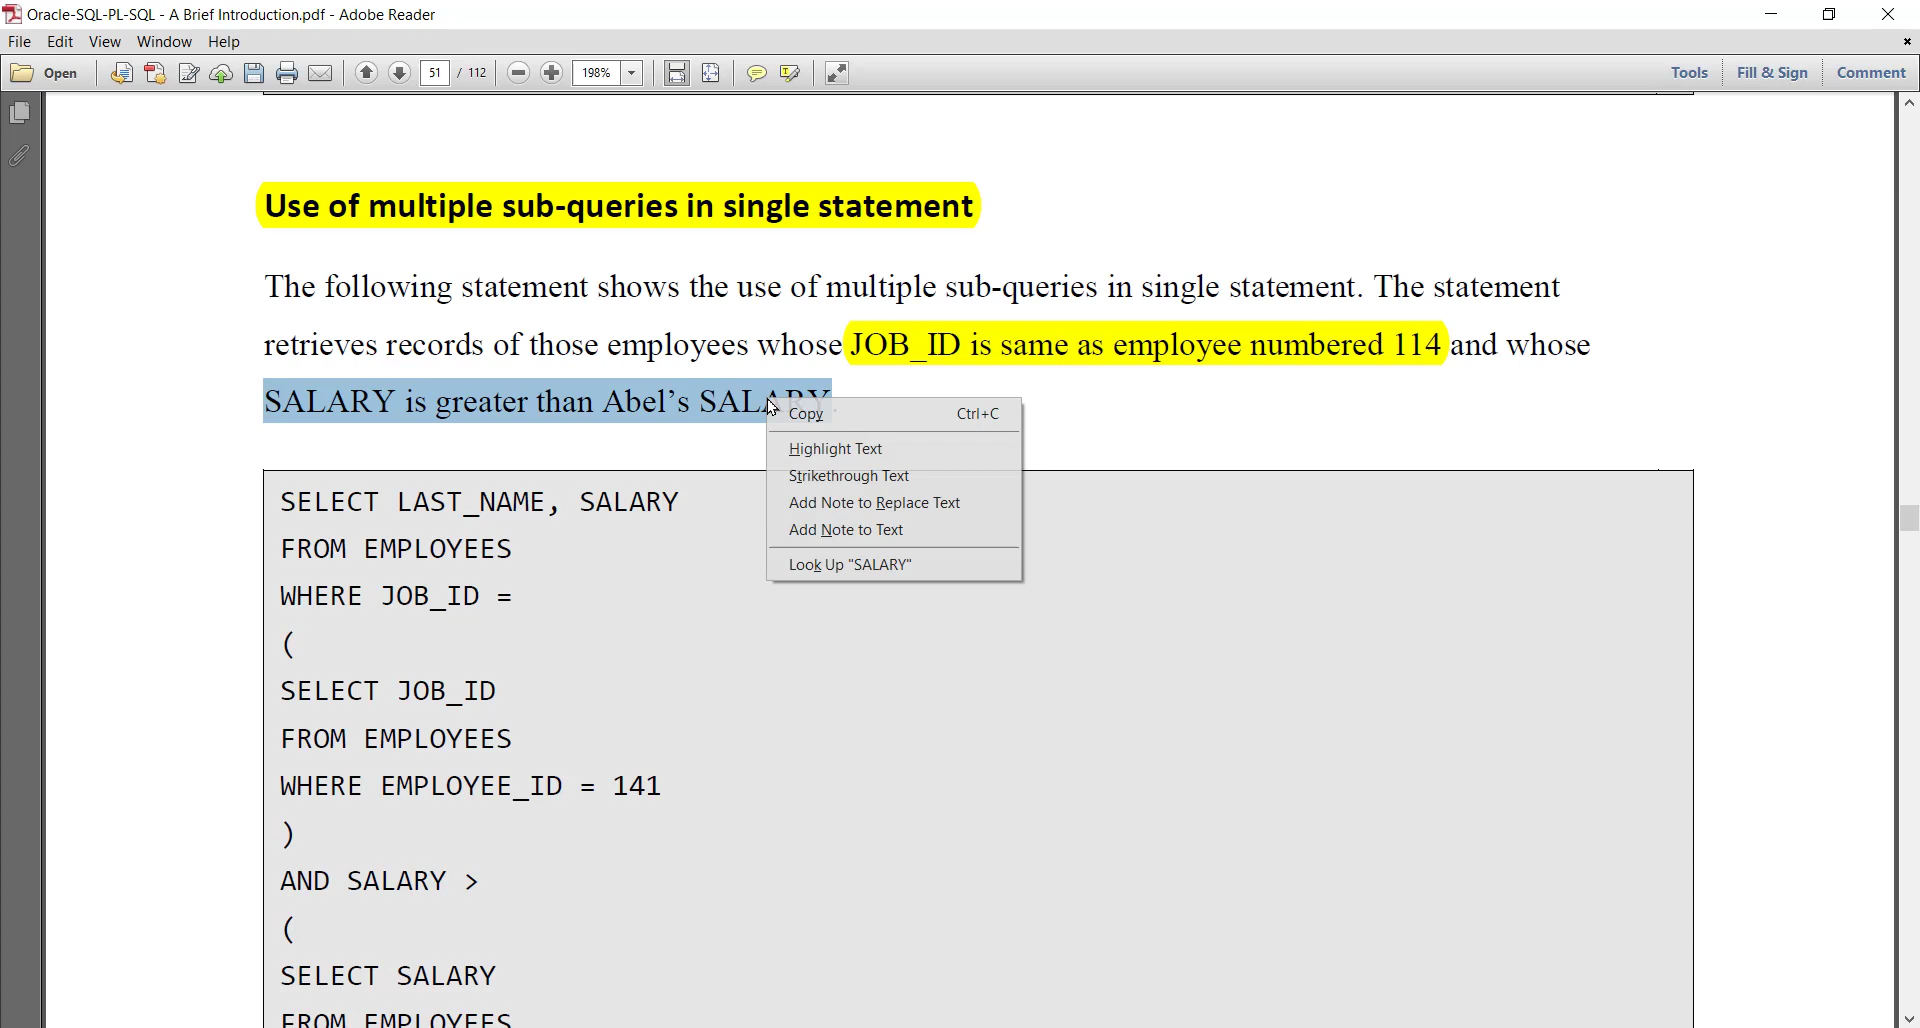 Oracle-SQL-PL-SQL - A Brief Introduction.pdf - Adobe Reader
File Edit View Window Help
Open 51 / 112 198% Tools Fill & Sign Comment
Use of multiple sub-queries in single statement
The following statement shows the use of multiple sub-queries in single statement. The statement
retrieves records of those employees whose JOB_ID is same as employee numbered 114 and whose
SALARY is greater than Abel’s SALARY.
Copy Ctrl+C
Highlight Text
Strikethrough Text
Add Note to Replace Text
Add Note to Text
Look Up "SALARY"
SELECT LAST_NAME, SALARY
FROM EMPLOYEES
WHERE JOB_ID =
(
SELECT JOB_ID
FROM EMPLOYEES
WHERE EMPLOYEE_ID = 141
)
AND SALARY >
(
SELECT SALARY
FROM EMPLOYEES